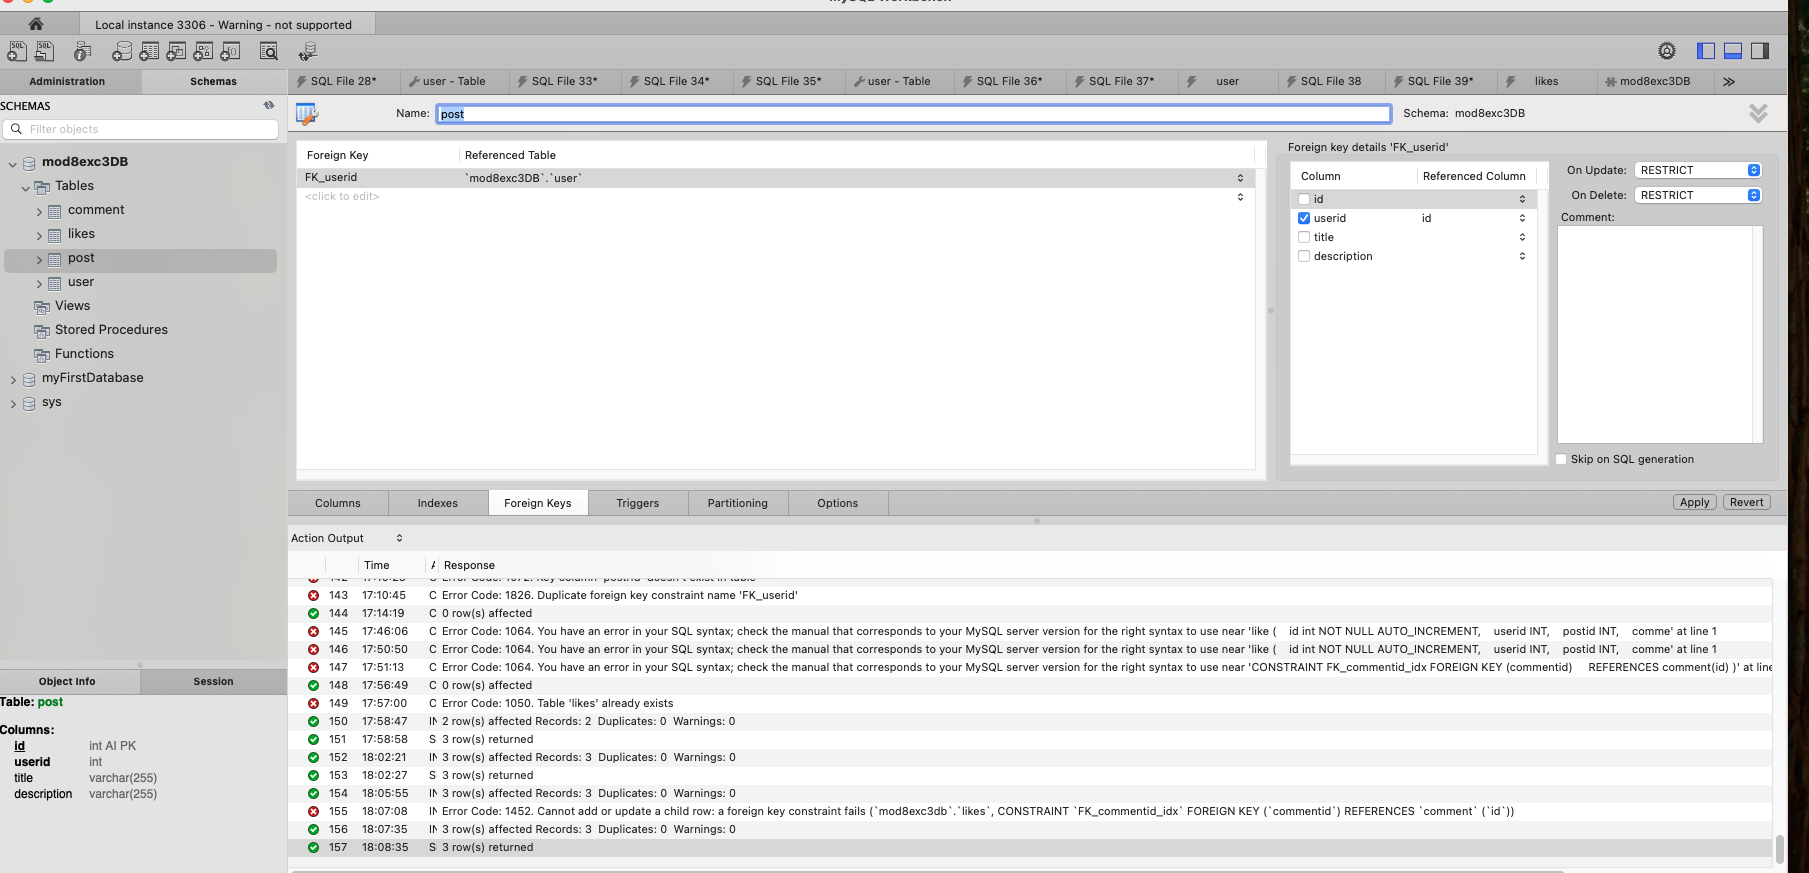 Local instance 3306 - Warning - not supported
Administration
Schemas
SQL File 28*
user - Table
SQL File 33*
SQL File 34*
SQL File 35*
user - Table
SQL File 36*
SQL File 37*
user
SQL File 38
SQL File 39*
likes
mod8exc3DB
SCHEMAS
Filter objects
mod8exc3DB
Tables
comment
likes
post
user
Views
Stored Procedures
Functions
myFirstDatabase
sys
Name: post
Schema: mod8exc3DB
Foreign Key Referenced Table
FK_userid `mod8exc3DB`.`user`
<click to edit>
Foreign key details 'FK_userid'
Column Referenced Column
id
userid id
title
description
On Update: RESTRICT
On Delete: RESTRICT
Comment:
Skip on SQL generation
Columns
Indexes
Foreign Keys
Triggers
Partitioning
Options
Apply
Revert
Object Info
Session
Table: post
Columns:
id int AI PK
userid int
title varchar(255)
description varchar(255)
Action Output
Time Response
143 17:10:45 C Error Code: 1826. Duplicate foreign key constraint name 'FK_userid'
144 17:14:19 C 0 row(s) affected
145 17:46:06 C Error Code: 1064. You have an error in your SQL syntax; check the manual that corresponds to your MySQL server version for the right syntax to use near 'like ( id int NOT NULL AUTO_INCREMENT, userid INT, postid INT, comme' at line 1
146 17:50:50 C Error Code: 1064. You have an error in your SQL syntax; check the manual that corresponds to your MySQL server version for the right syntax to use near 'like ( id int NOT NULL AUTO_INCREMENT, userid INT, postid INT, comme' at line 1
147 17:51:13 C Error Code: 1064. You have an error in your SQL syntax; check the manual that corresponds to your MySQL server version for the right syntax to use near 'CONSTRAINT FK_commentid_idx FOREIGN KEY (commentid) REFERENCES comment(id) )' at line
148 17:56:49 C 0 row(s) affected
149 17:57:00 C Error Code: 1050. Table 'likes' already exists
150 17:58:47 IN 2 row(s) affected Records: 2 Duplicates: 0 Warnings: 0
151 17:58:58 S 3 row(s) returned
152 18:02:21 IN 3 row(s) affected Records: 3 Duplicates: 0 Warnings: 0
153 18:02:27 S 3 row(s) returned
154 18:05:55 IN 3 row(s) affected Records: 3 Duplicates: 0 Warnings: 0
155 18:07:08 IN Error Code: 1452. Cannot add or update a child row: a foreign key constraint fails (`mod8exc3db`.`likes`, CONSTRAINT `FK_commentid_idx` FOREIGN KEY (`commentid`) REFERENCES `comment` (`id`))
156 18:07:35 IN 3 row(s) affected Records: 3 Duplicates: 0 Warnings: 0
157 18:08:35 S 3 row(s) returned